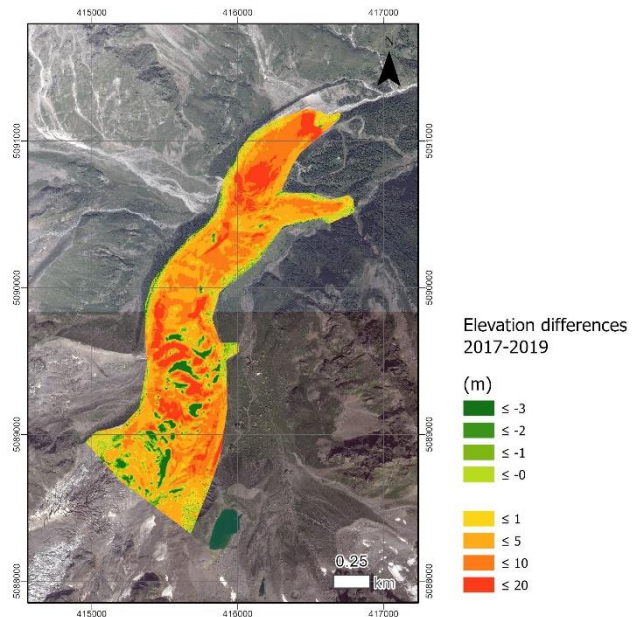 415000 416000 417000
N
5091000 5091000
5090000 5090000
5089000 5089000
5088000 5088000
0.25
km
415000 416000 417000
Elevation differences
2017-2019
(m)
≤ -3
≤ -2
≤ -1
≤ -0
≤ 1
≤ 5
≤ 10
≤ 20